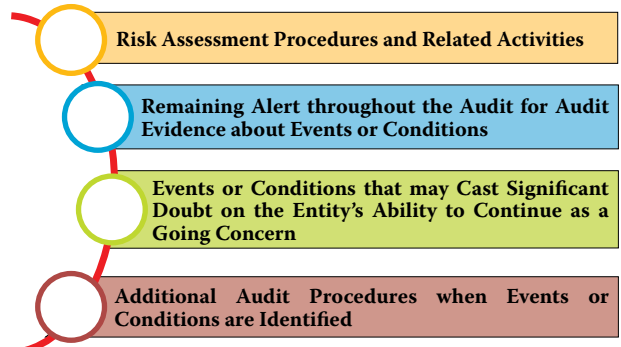 Risk Assessment Procedures and Related Activities
Remaining Alert throughout the Audit for Audit
Evidence about Events or Conditions
Events or Conditions that may Cast Significant
Doubt on the Entity's Ability to Continue as a
Going Concern
Additional Audit Procedures when Events or
Conditions are Identified